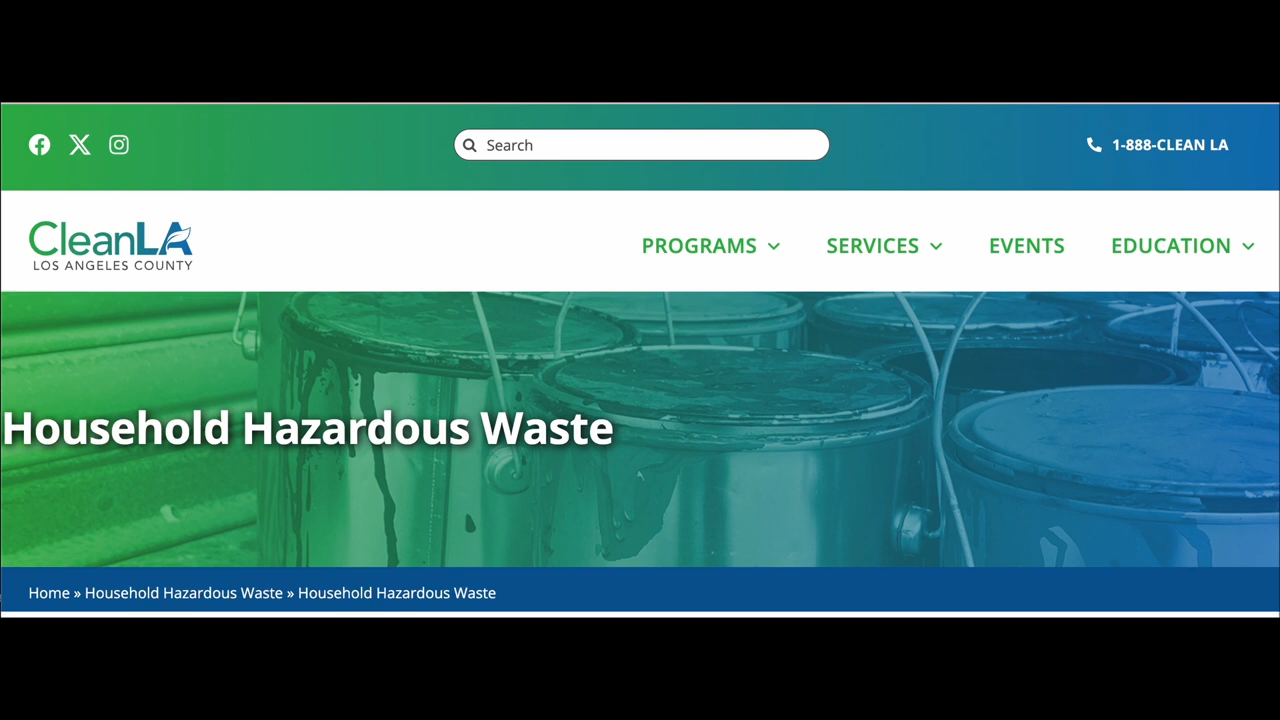 Search
1-888-CLEAN LA
CleanLA
LOS ANGELES COUNTY
PROGRAMS SERVICES EVENTS EDUCATION
Household Hazardous Waste
Home » Household Hazardous Waste » Household Hazardous Waste